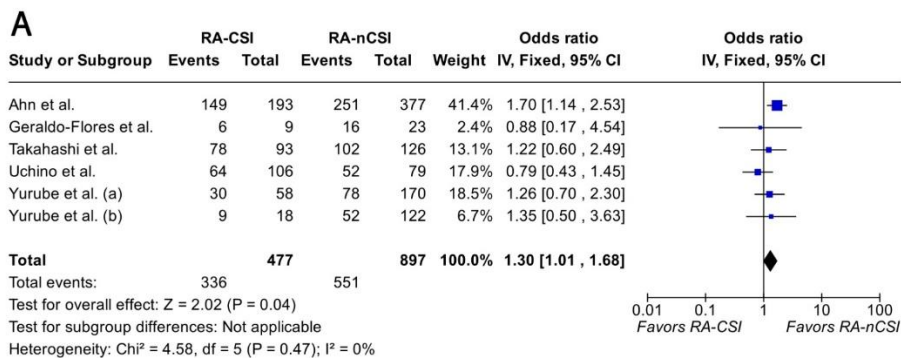 A
RA-CSI RA-nCSI Odds ratio Odds ratio
Study or Subgroup Events Total Events Total Weight IV, Fixed, 95% CI IV, Fixed, 95% CI
Ahn et al. 149 193 251 377 41.4% 1.70 [1.14 , 2.53]
Geraldo-Flores et al. 6 9 16 23 2.4% 0.88 [0.17 , 4.54]
Takahashi et al. 78 93 102 126 13.1% 1.22 [0.60 , 2.49]
Uchino et al. 64 106 52 79 17.9% 0.79 [0.43 , 1.45]
Yurube et al. (a) 30 58 78 170 18.5% 1.26 [0.70 , 2.30]
Yurube et al. (b) 9 18 52 122 6.7% 1.35 [0.50 , 3.63]
Total 477 897 100.0% 1.30 [1.01 , 1.68]
Total events: 336 551
Test for overall effect: Z = 2.02 (P = 0.04)
Test for subgroup differences: Not applicable
Heterogeneity: Chi² = 4.58, df = 5 (P = 0.47); I² = 0%
0.01 0.1 1 10 100
Favors RA-CSI Favors RA-nCSI